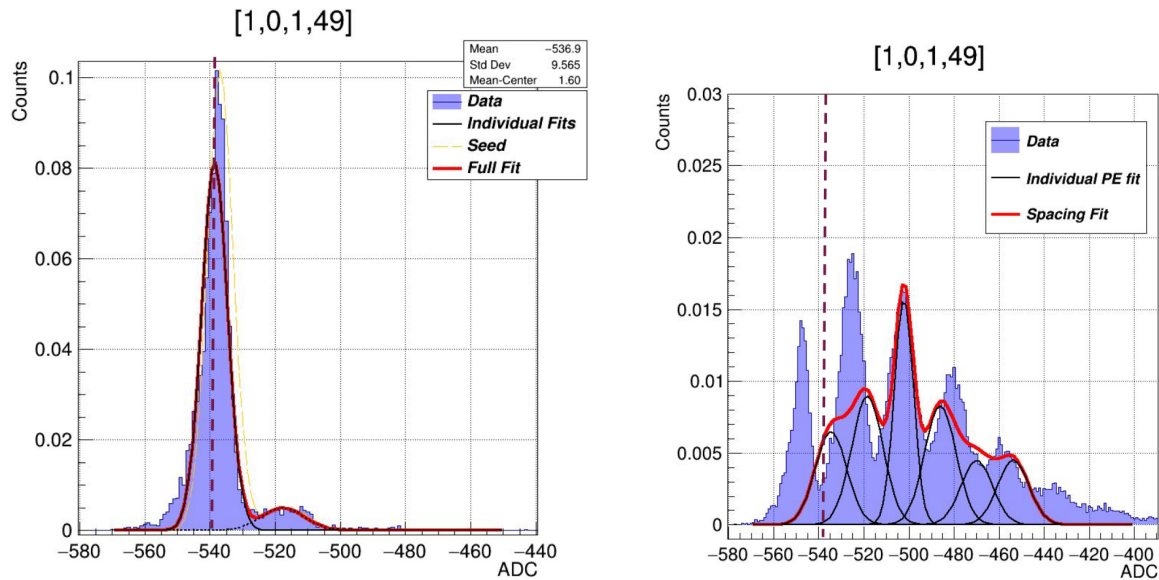 [1,0,1,49]
Mean −536.9
Std Dev 9.565
Mean-Center 1.60
Counts
Data
Individual Fits
Seed
Full Fit
0.1
0.08
0.06
0.04
0.02
0
−580 −560 −540 −520 −500 −480 −460 −440
ADC
[1,0,1,49]
Counts
Data
Individual PE fit
Spacing Fit
0.03
0.025
0.02
0.015
0.01
0.005
0
−580 −560 −540 −520 −500 −480 −460 −440 −420 −400
ADC